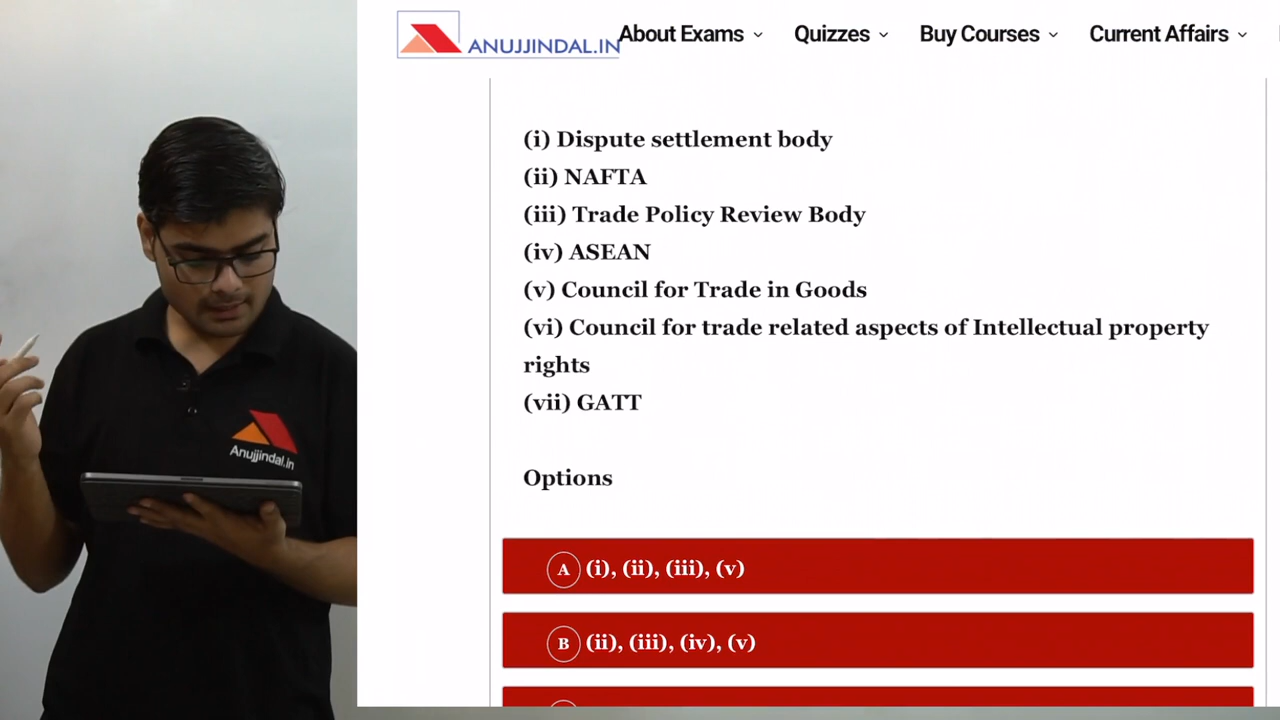 ANUJJINDAL.IN
About Exams
Quizzes
Buy Courses
Current Affairs
(i) Dispute settlement body
(ii) NAFTA
(iii) Trade Policy Review Body
(iv) ASEAN
(v) Council for Trade in Goods
(vi) Council for trade related aspects of Intellectual property
rights
(vii) GATT
Options
A (i), (ii), (iii), (v)
B (ii), (iii), (iv), (v)
Anujjindal.in